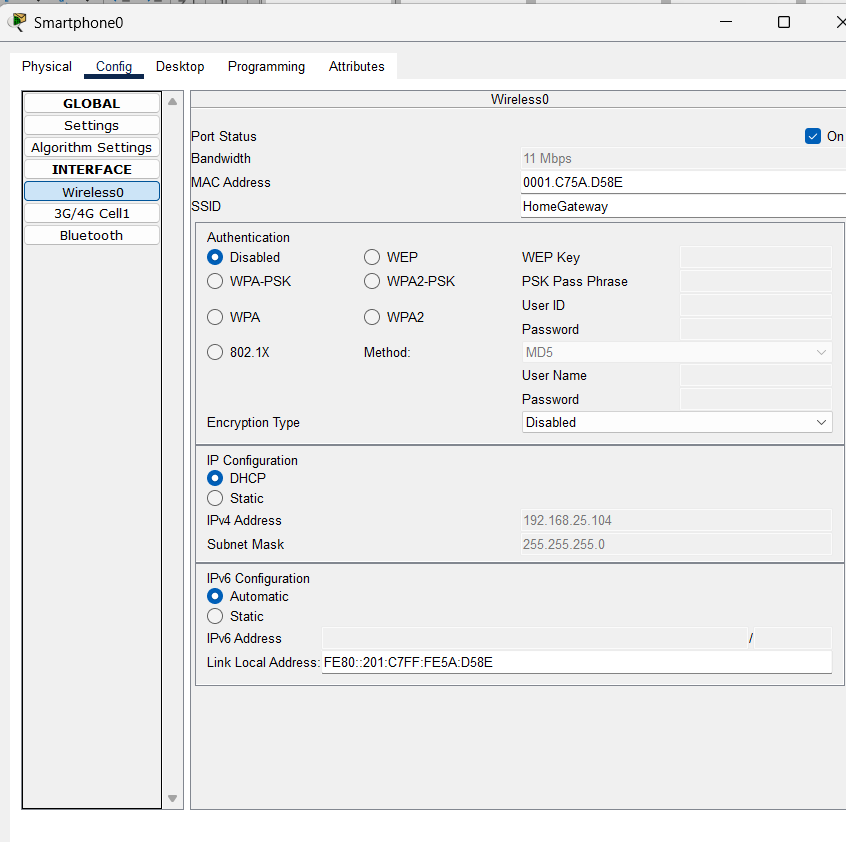 Smartphone0
Physical Config Desktop Programming Attributes
GLOBAL
Settings
Algorithm Settings
INTERFACE
Wireless0
3G/4G Cell1
Bluetooth
Wireless0
Port Status On
Bandwidth 11 Mbps
MAC Address 0001.C75A.D58E
SSID HomeGateway
Authentication
Disabled WEP WEP Key
WPA-PSK WPA2-PSK PSK Pass Phrase
User ID
WPA WPA2
Password
802.1X Method: MD5
User Name
Password
Encryption Type Disabled
IP Configuration
DHCP
Static
IPv4 Address 192.168.25.104
Subnet Mask 255.255.255.0
IPv6 Configuration
Automatic
Static
IPv6 Address /
Link Local Address: FE80::201:C7FF:FE5A:D58E